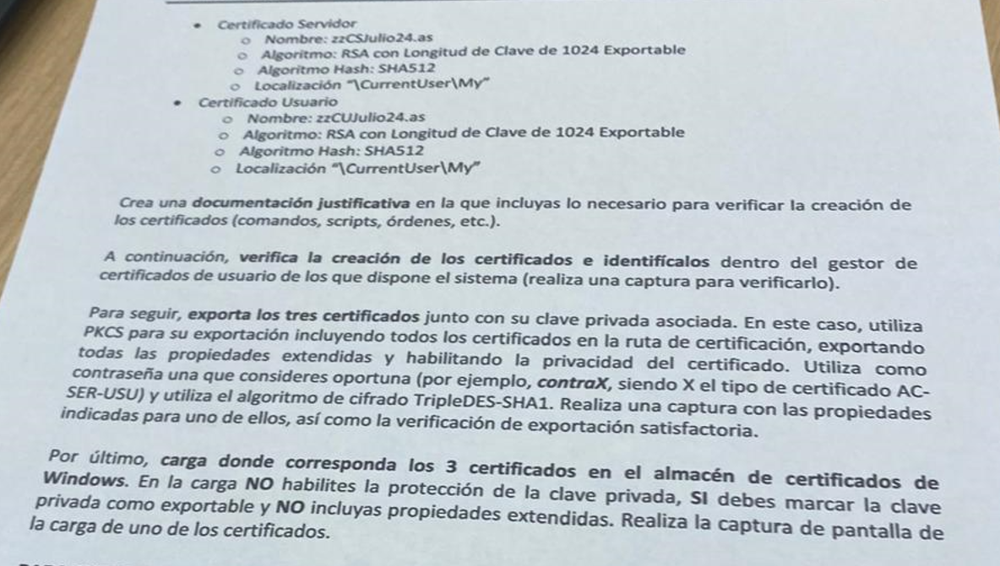 • Certificado Servidor
o Nombre: zzCSJulio24.as
o Algoritmo: RSA con Longitud de Clave de 1024 Exportable
o Algoritmo Hash: SHA512
o Localización "\CurrentUser\My"
• Certificado Usuario
o Nombre: zzCUJulio24.as
o Algoritmo: RSA con Longitud de Clave de 1024 Exportable
o Algoritmo Hash: SHA512
o Localización "\CurrentUser\My"
Crea una documentación justificativa en la que incluyas lo necesario para verificar la creación de
los certificados (comandos, scripts, órdenes, etc.).
A continuación, verifica la creación de los certificados e identifícalos dentro del gestor de
certificados de usuario de los que dispone el sistema (realiza una captura para verificarlo).
Para seguir, exporta los tres certificados junto con su clave privada asociada. En este caso, utiliza
PKCS para su exportación incluyendo todos los certificados en la ruta de certificación, exportando
todas las propiedades extendidas y habilitando la privacidad del certificado. Utiliza como
contraseña una que consideres oportuna (por ejemplo, contraX, siendo X el tipo de certificado AC-
SER-USU) y utiliza el algoritmo de cifrado TripleDES-SHA1. Realiza una captura con las propiedades
indicadas para uno de ellos, así como la verificación de exportación satisfactoria.
Por último, carga donde corresponda los 3 certificados en el almacén de certificados de
Windows. En la carga NO habilites la protección de la clave privada, SI debes marcar la clave
privada como exportable y NO incluyas propiedades extendidas. Realiza la captura de pantalla de
la carga de uno de los certificados.